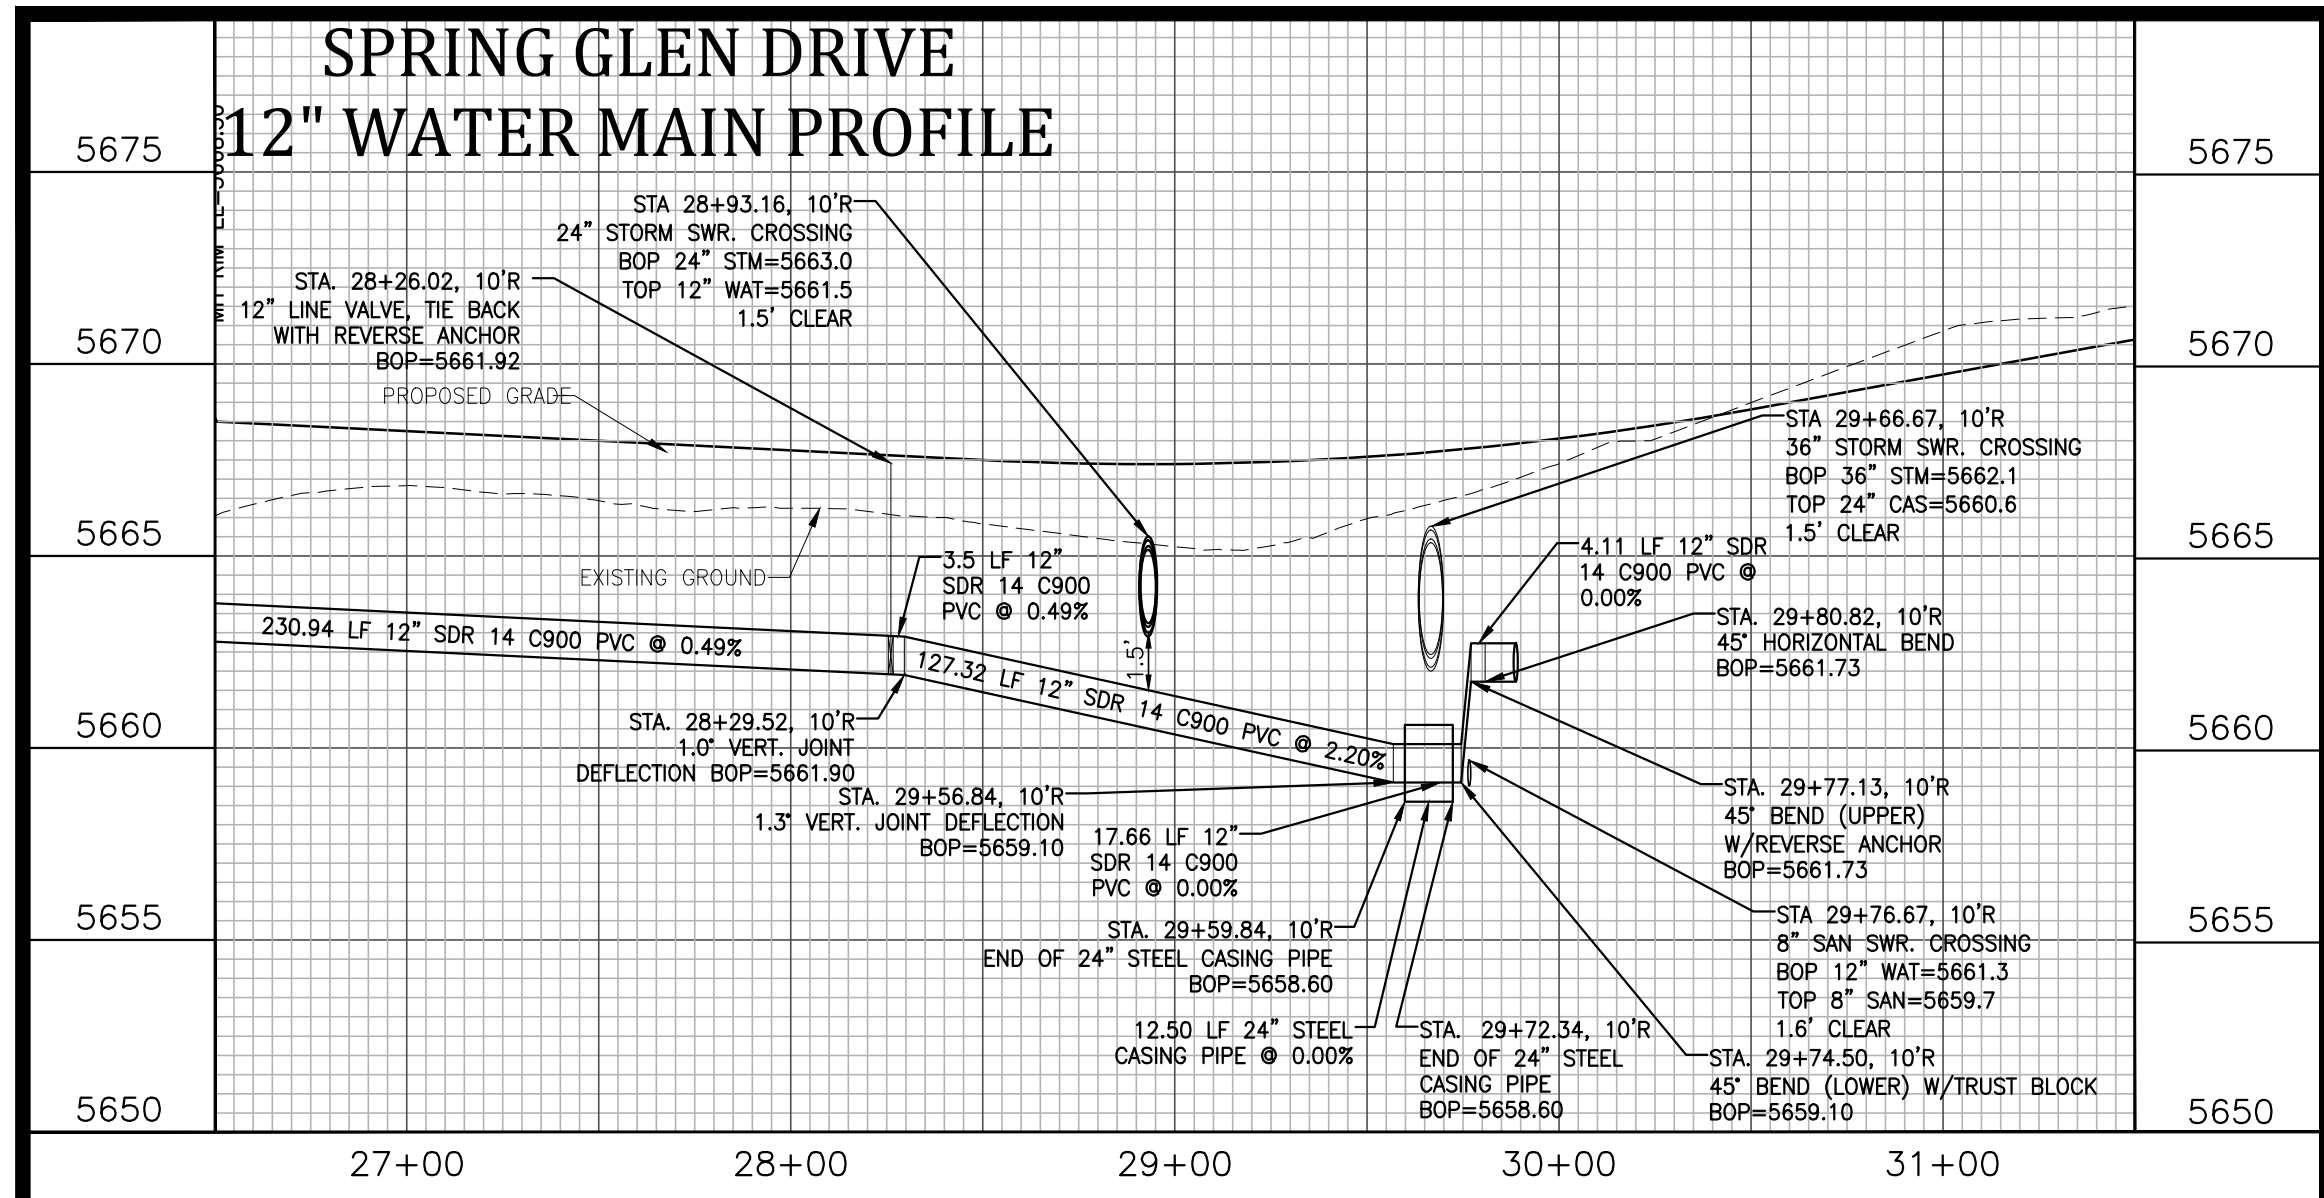 SPRING GLEN DRIVE
12" WATER MAIN PROFILE
5675
5670
5665
5660
5655
5650
5675
5670
5665
5660
5655
5650
STA 28+93.16, 10'R
24" STORM SWR. CROSSING
BOP 24" STM=5663.0
TOP 12" WAT=5661.5
1.5' CLEAR
STA. 28+26.02, 10'R
12" LINE VALVE, TIE BACK
WITH REVERSE ANCHOR
BOP=5661.92
PROPOSED GRADE
EXISTING GROUND
3.5 LF 12"
SDR 14 C900
PVC @ 0.49%
230.94 LF 12" SDR 14 C900 PVC @ 0.49%
127.32 LF 12" SDR 14 C900 PVC @ 2.20%
1.5'
STA. 28+29.52, 10'R
1.0° VERT. JOINT
DEFLECTION BOP=5661.90
STA. 29+56.84, 10'R
1.3° VERT. JOINT DEFLECTION
BOP=5659.10
17.66 LF 12"
SDR 14 C900
PVC @ 0.00%
STA. 29+59.84, 10'R
END OF 24" STEEL CASING PIPE
BOP=5658.60
12.50 LF 24" STEEL
CASING PIPE @ 0.00%
STA. 29+72.34, 10'R
END OF 24" STEEL
CASING PIPE
BOP=5658.60
STA 29+66.67, 10'R
36" STORM SWR. CROSSING
BOP 36" STM=5662.1
TOP 24" CAS=5660.6
1.5' CLEAR
4.11 LF 12" SDR
14 C900 PVC @
0.00%
STA. 29+80.82, 10'R
45° HORIZONTAL BEND
BOP=5661.73
STA. 29+77.13, 10'R
45° BEND (UPPER)
W/REVERSE ANCHOR
BOP=5661.73
STA 29+76.67, 10'R
8" SAN SWR. CROSSING
BOP 12" WAT=5661.3
TOP 8" SAN=5659.7
1.6' CLEAR
STA. 29+74.50, 10'R
45° BEND (LOWER) W/TRUST BLOCK
BOP=5659.10
27+00
28+00
29+00
30+00
31+00